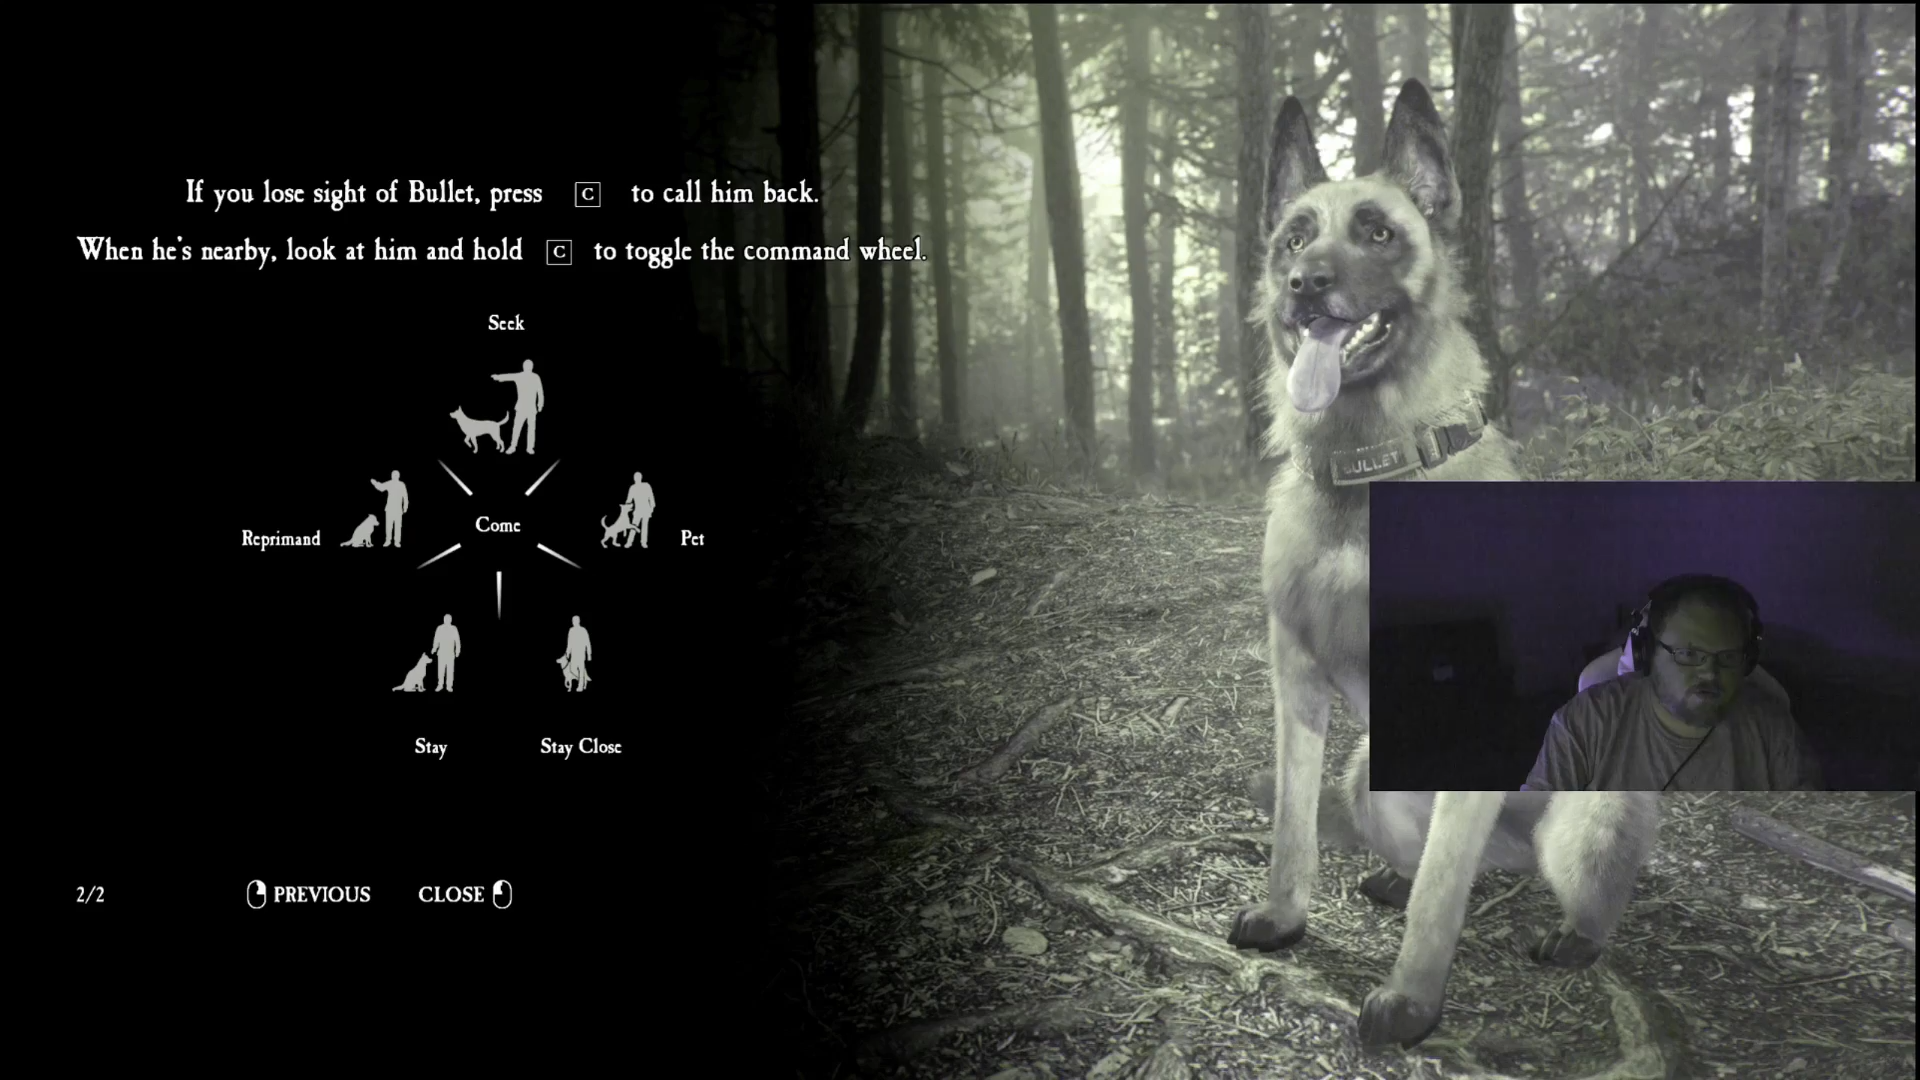 If you lose sight of Bullet, press C to call him back.
When he's nearby, look at him and hold C to toggle the command wheel.
Seek
Reprimand
Come
Pet
Stay
Stay Close
BULLET
2/2
PREVIOUS
CLOSE